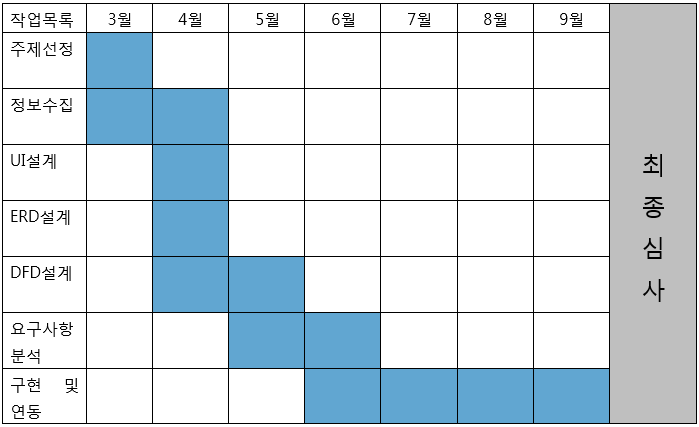 작업목록 3월 4월 5월 6월 7월 8월 9월
주제선정
정보수집
UI설계
ERD설계
DFD설계
요구사항
분석
구현 및
연동
최
종
심
사